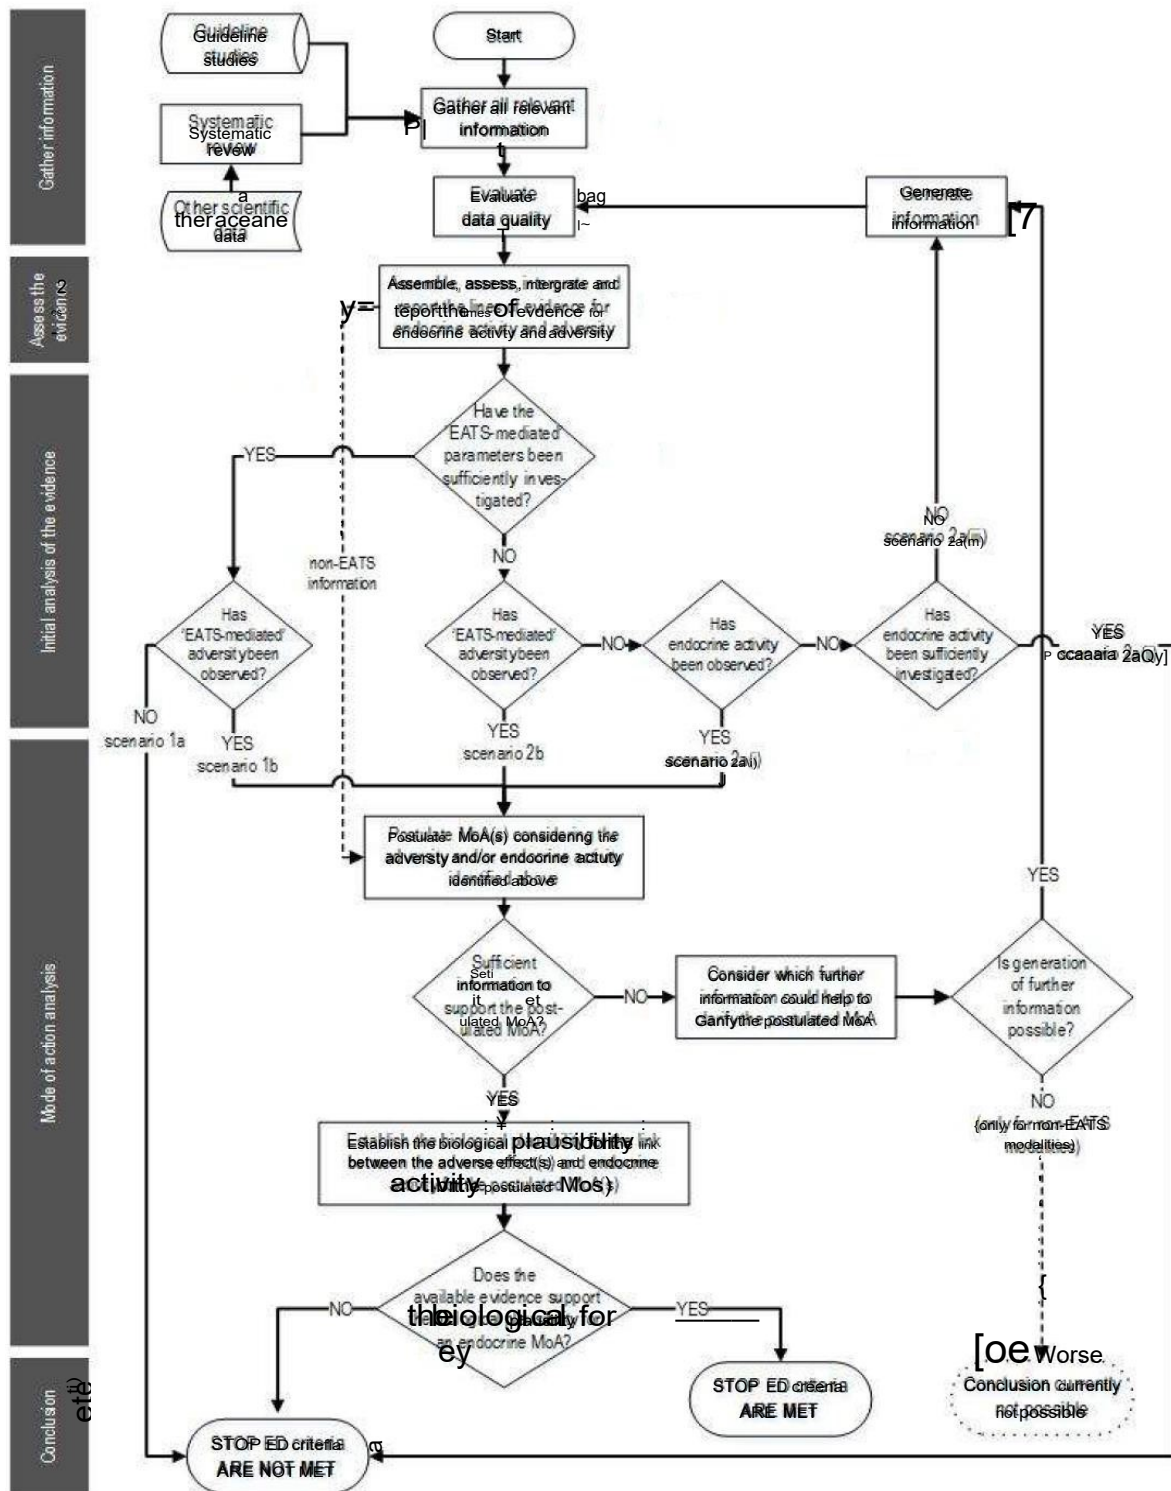 Gather information
Guideline
studies
Start
Systematic
review
Gather all relevant
information
Other scientific
data
Evaluate
data quality
Generate
information
Assess the
evidence
Assemble, assess, intergrate and
report the lines of evidence for
endocrine activity and adversity
Initial analysis of the evidence
Have the
'EATS-mediated'
parameters been
sufficiently inves-
tigated?
YES
NO
non-EATS
information
NO
scenario 2a(iii)
Has
'EATS-mediated'
adversity been
observed?
Has
'EATS-mediated'
adversity been
observed?
NO
Has
endocrine activity
been observed?
NO
Has
endocrine activity
been sufficiently
investigated?
YES
scenario
NO
scenario 1a
YES
scenario 1b
YES
scenario 2b
YES
scenario 2a(i)
Mode of action analysis
Postulate MoA(s) considering the
adversity and/or endocrine activity
identified above
YES
Sufficient
information to
support the post-
ulated MoA?
NO
Consider which further
information could help to
clarify the postulated MoA
Is generation
of further
information
possible?
YES
NO
(only for non-EATS
modalities)
Establish the biological plausibility for the link
between the adverse effect(s) and endocrine
activity for the postulated MoA(s)
Does the
available evidence support
the biological plausibility for
an endocrine MoA?
NO
YES
Conclusion
STOP ED criteria
ARE MET
Conclusion currently
not possible
STOP ED criteria
ARE NOT MET